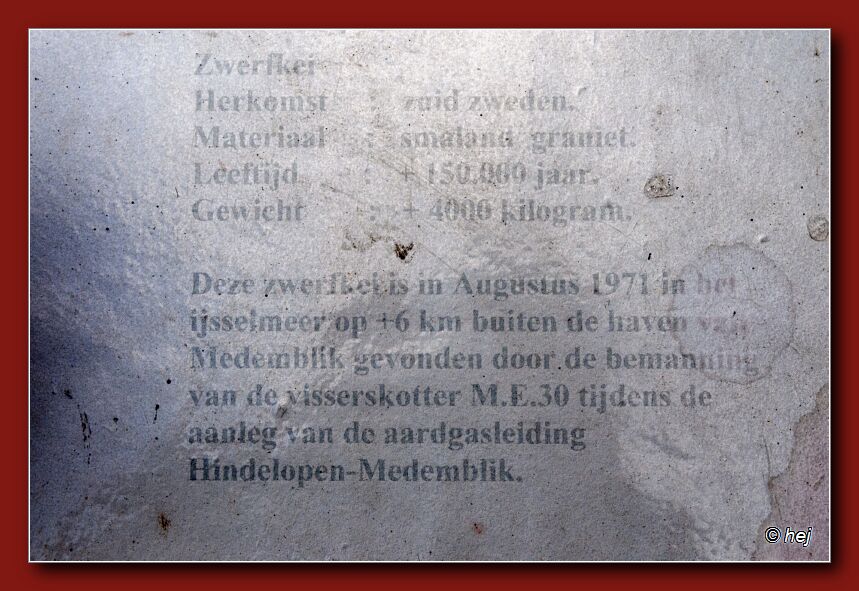 Zwerfkei
Herkomst : zuid zweden.
Materiaal : smaland graniet.
Leeftijd : + 150.000 jaar.
Gewicht : + 4000 kilogram.
Deze zwerfkei is in Augustus 1971 in het
ijsselmeer op +6 km buiten de haven van
Medemblik gevonden door de bemanning
van de visserskotter M.E.30 tijdens de
aanleg van de aardgasleiding
Hindelopen-Medemblik.
© hej